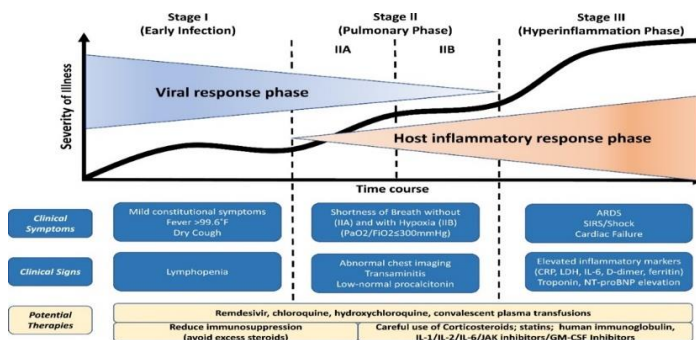 Stage I
(Early Infection)
Stage II
(Pulmonary Phase)
Stage III
(Hyperinflammation Phase)
IIA
IIB
Severity of Illness
Viral response phase
Host inflammatory response phase
Time course
Clinical
Symptoms
Mild constitutional symptoms
Fever >99.6°F
Dry Cough
Shortness of Breath without
(IIA) and with Hypoxia (IIB)
(PaO2/FiO2≤300mmHg)
ARDS
SIRS/Shock
Cardiac Failure
Clinical Signs
Lymphopenia
Abnormal chest imaging
Transaminitis
Low-normal procalcitonin
Elevated inflammatory markers
(CRP, LDH, IL-6, D-dimer, ferritin)
Troponin, NT-proBNP elevation
Potential
Therapies
Remdesivir, chloroquine, hydroxychloroquine, convalescent plasma transfusions
Reduce immunosuppression
(avoid excess steroids)
Careful use of Corticosteroids; statins; human immunoglobulin,
IL-1/IL-2/IL-6/JAK inhibitors/GM-CSF Inhibitors